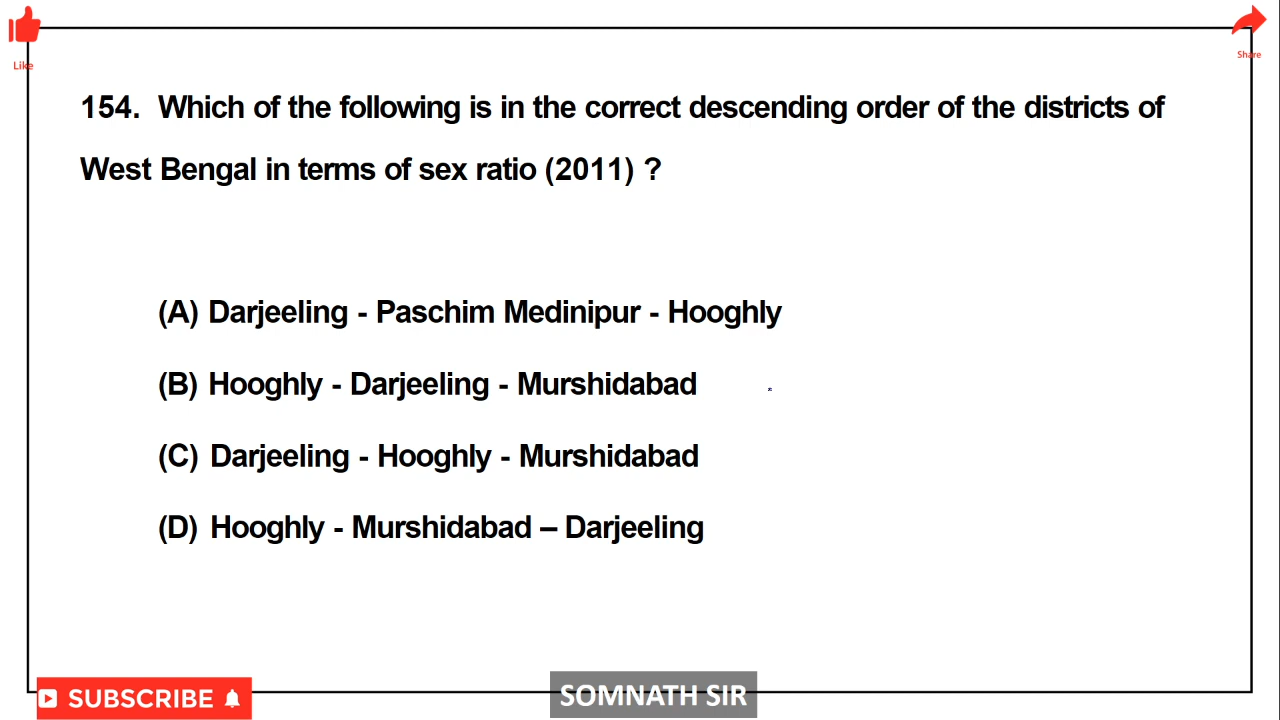 Like
Share
154. Which of the following is in the correct descending order of the districts of
West Bengal in terms of sex ratio (2011) ?
(A) Darjeeling - Paschim Medinipur - Hooghly
(B) Hooghly - Darjeeling - Murshidabad
(C) Darjeeling - Hooghly - Murshidabad
(D) Hooghly - Murshidabad – Darjeeling
SUBSCRIBE
SOMNATH SIR